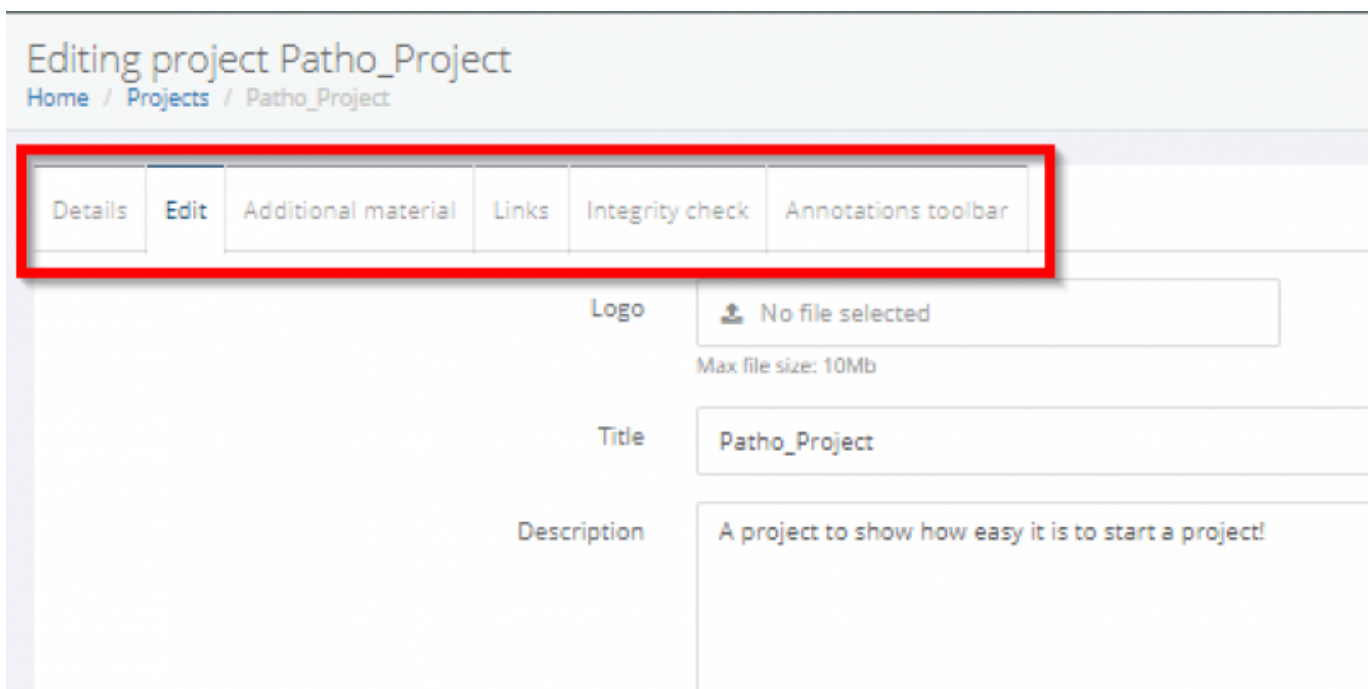 Editing project Patho_Project
Home / Projects / Patho_Project
Details Edit Additional material Links Integrity check Annotations toolbar
Logo No file selected
Max file size: 10Mb
Title Patho_Project
Description A project to show how easy it is to start a project!